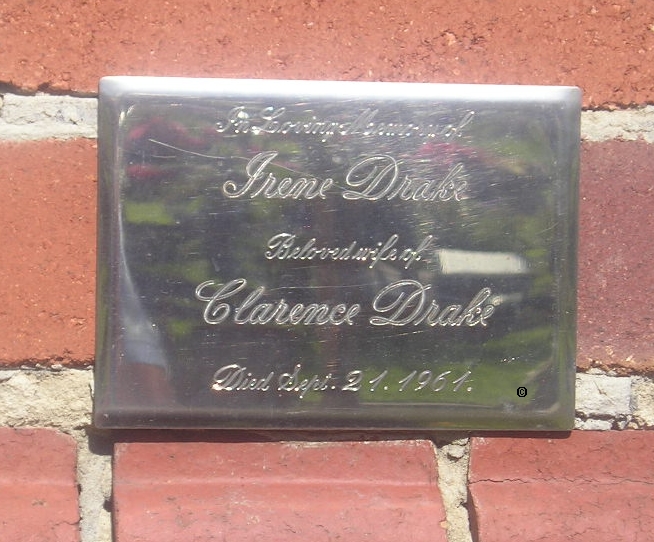 In Loving Memory of
Irene Drake
Beloved wife of
Clarence Drake
Died Sept. 21. 1961.
©